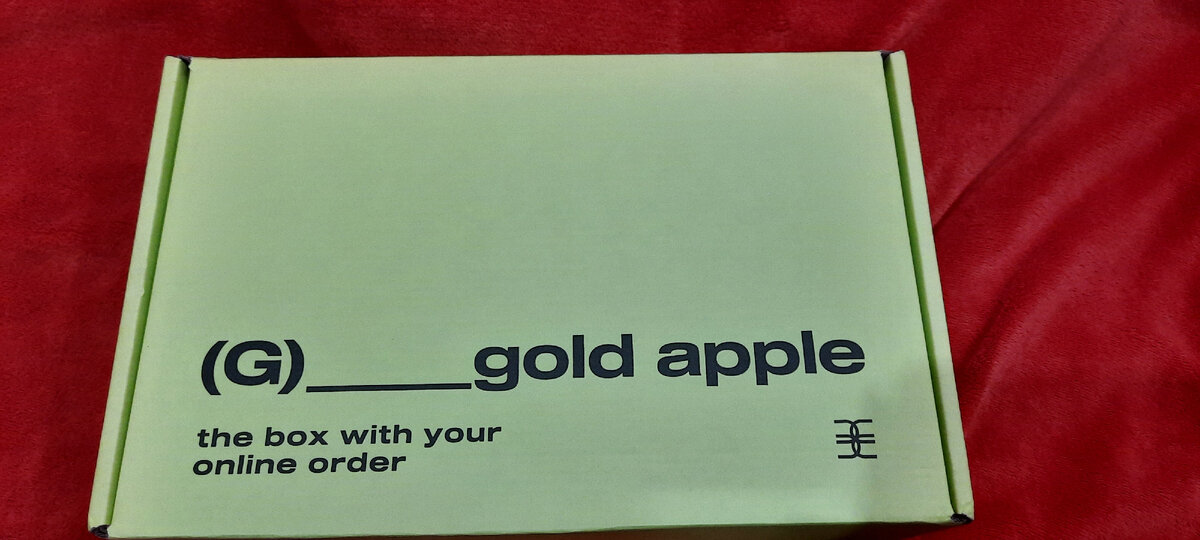 (G)_____gold apple
the box with your
online order